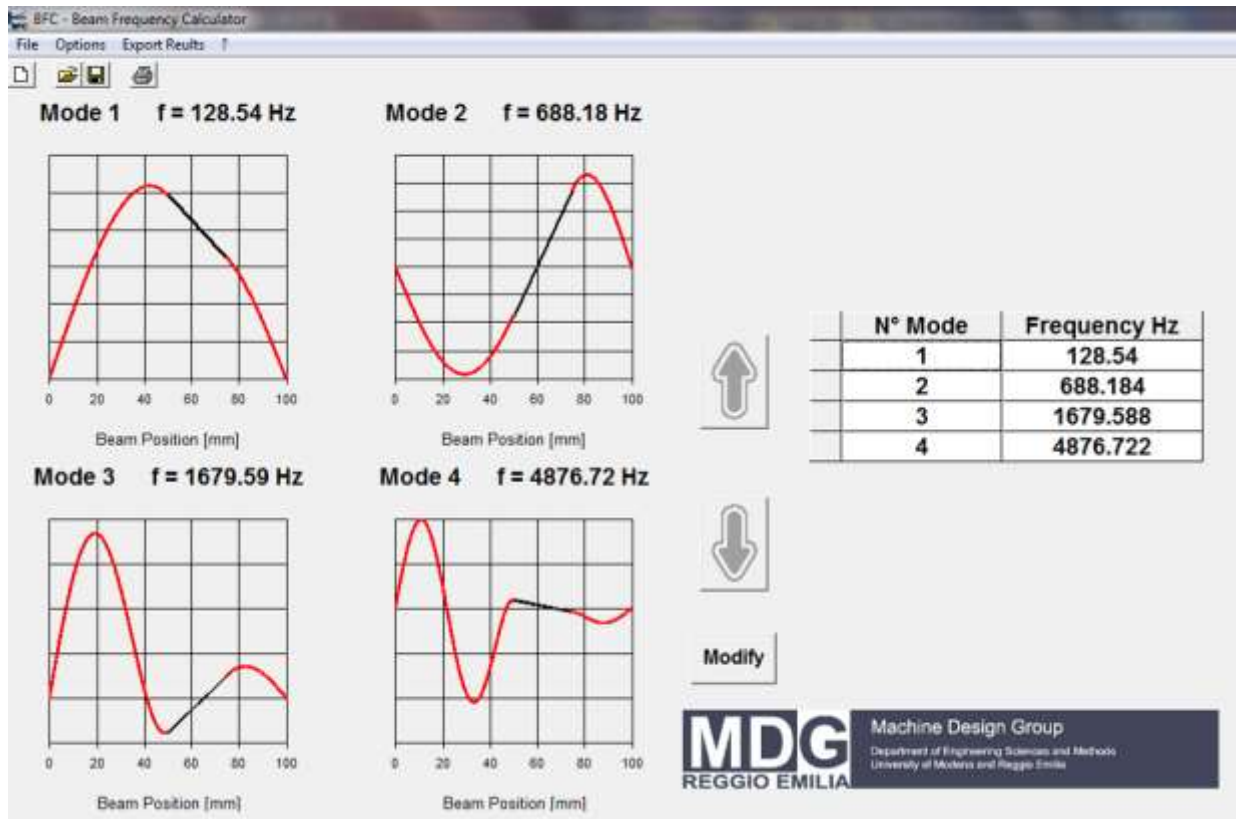 BFC - Beam Frequency Calculator
File Options Export Reults ?
Mode 1 f = 128.54 Hz
Mode 2 f = 688.18 Hz
0 20 40 60 80 100
0 20 40 60 80 100
Beam Position [mm]
Beam Position [mm]
Mode 3 f = 1679.59 Hz
Mode 4 f = 4876.72 Hz
0 20 40 60 80 100
0 20 40 60 80 100
Beam Position [mm]
Beam Position [mm]
N° Mode Frequency Hz
1 128.54
2 688.184
3 1679.588
4 4876.722
Modify
MDG
REGGIO EMILIA
Machine Design Group
Department of Engineering Sciences and Methods
University of Modena and Reggio Emilia